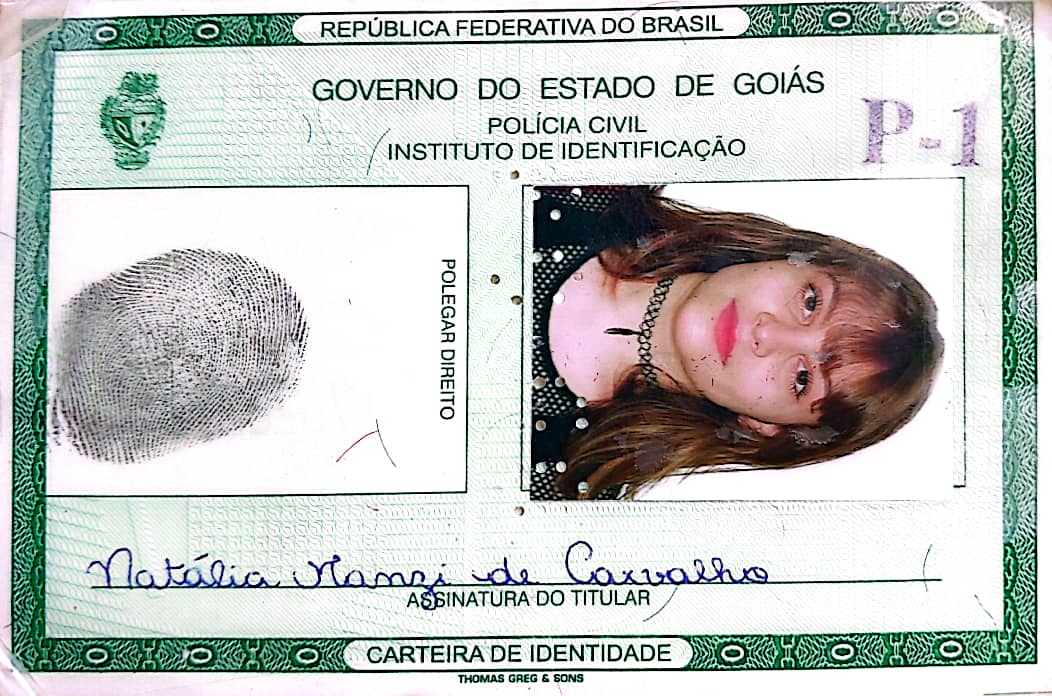 REPÚBLICA FEDERATIVA DO BRASIL
GOVERNO DO ESTADO DE GOIÁS
POLÍCIA CIVIL
INSTITUTO DE IDENTIFICAÇÃO
P-1
POLEGAR DIREITO
Natália Manzi de Carvalho
ASSINATURA DO TITULAR
CARTEIRA DE IDENTIDADE
THOMAS GREG & SONS